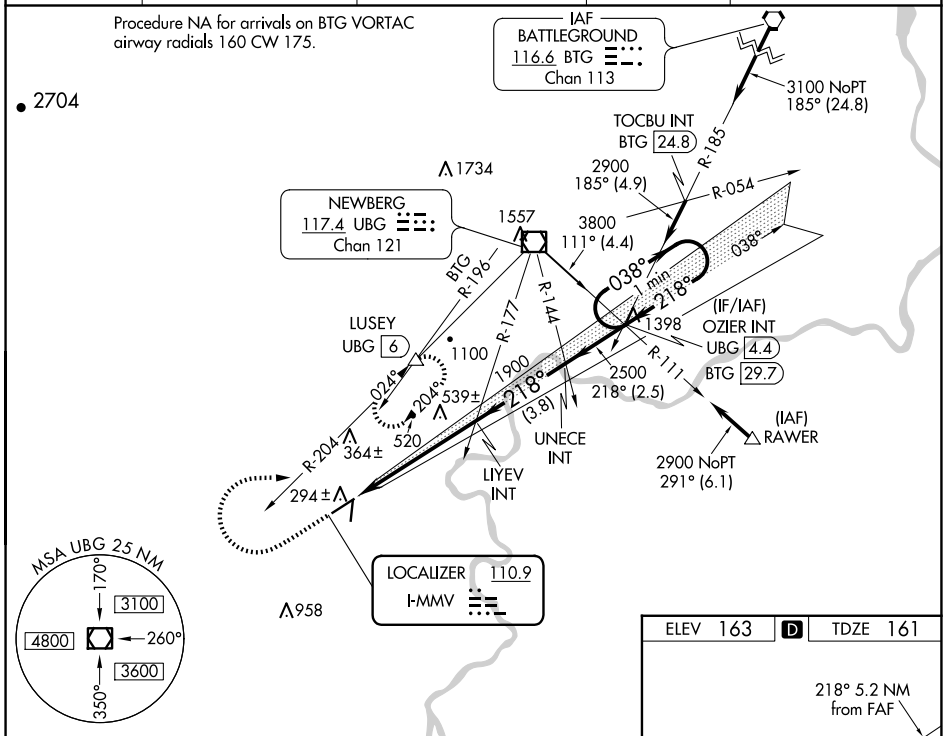 Procedure NA for arrivals on BTG VORTAC
airway radials 160 CW 175.
IAF
BATTLEGROUND
116.6 BTG
Chan 113
3100 NoPT
185° (24.8)
2704
TOCBU INT
BTG 24.8
R-185
1734
2900
185° (4.9)
R-054
NEWBERG
117.4 UBG
Chan 121
1557
3800
111° (4.4)
038°
038°
1 min
218°
BTG
R-196
R-177
R-144
(IF/IAF)
OZIER INT
UBG 4.4
BTG 29.7
1398
LUSEY
UBG 6
1100
1900
R-111
024°
204°
539±
218°
(3.8)
2500
218° (2.5)
520
UNECE
INT
(IAF)
RAWER
R-204
364±
LIYEV
INT
2900 NoPT
291° (6.1)
294±
LOCALIZER 110.9
I-MMV
MSA UBG 25 NM
170°
3100
4800
260°
3600
350°
958
ELEV 163 D TDZE 161
218° 5.2 NM
from FAF